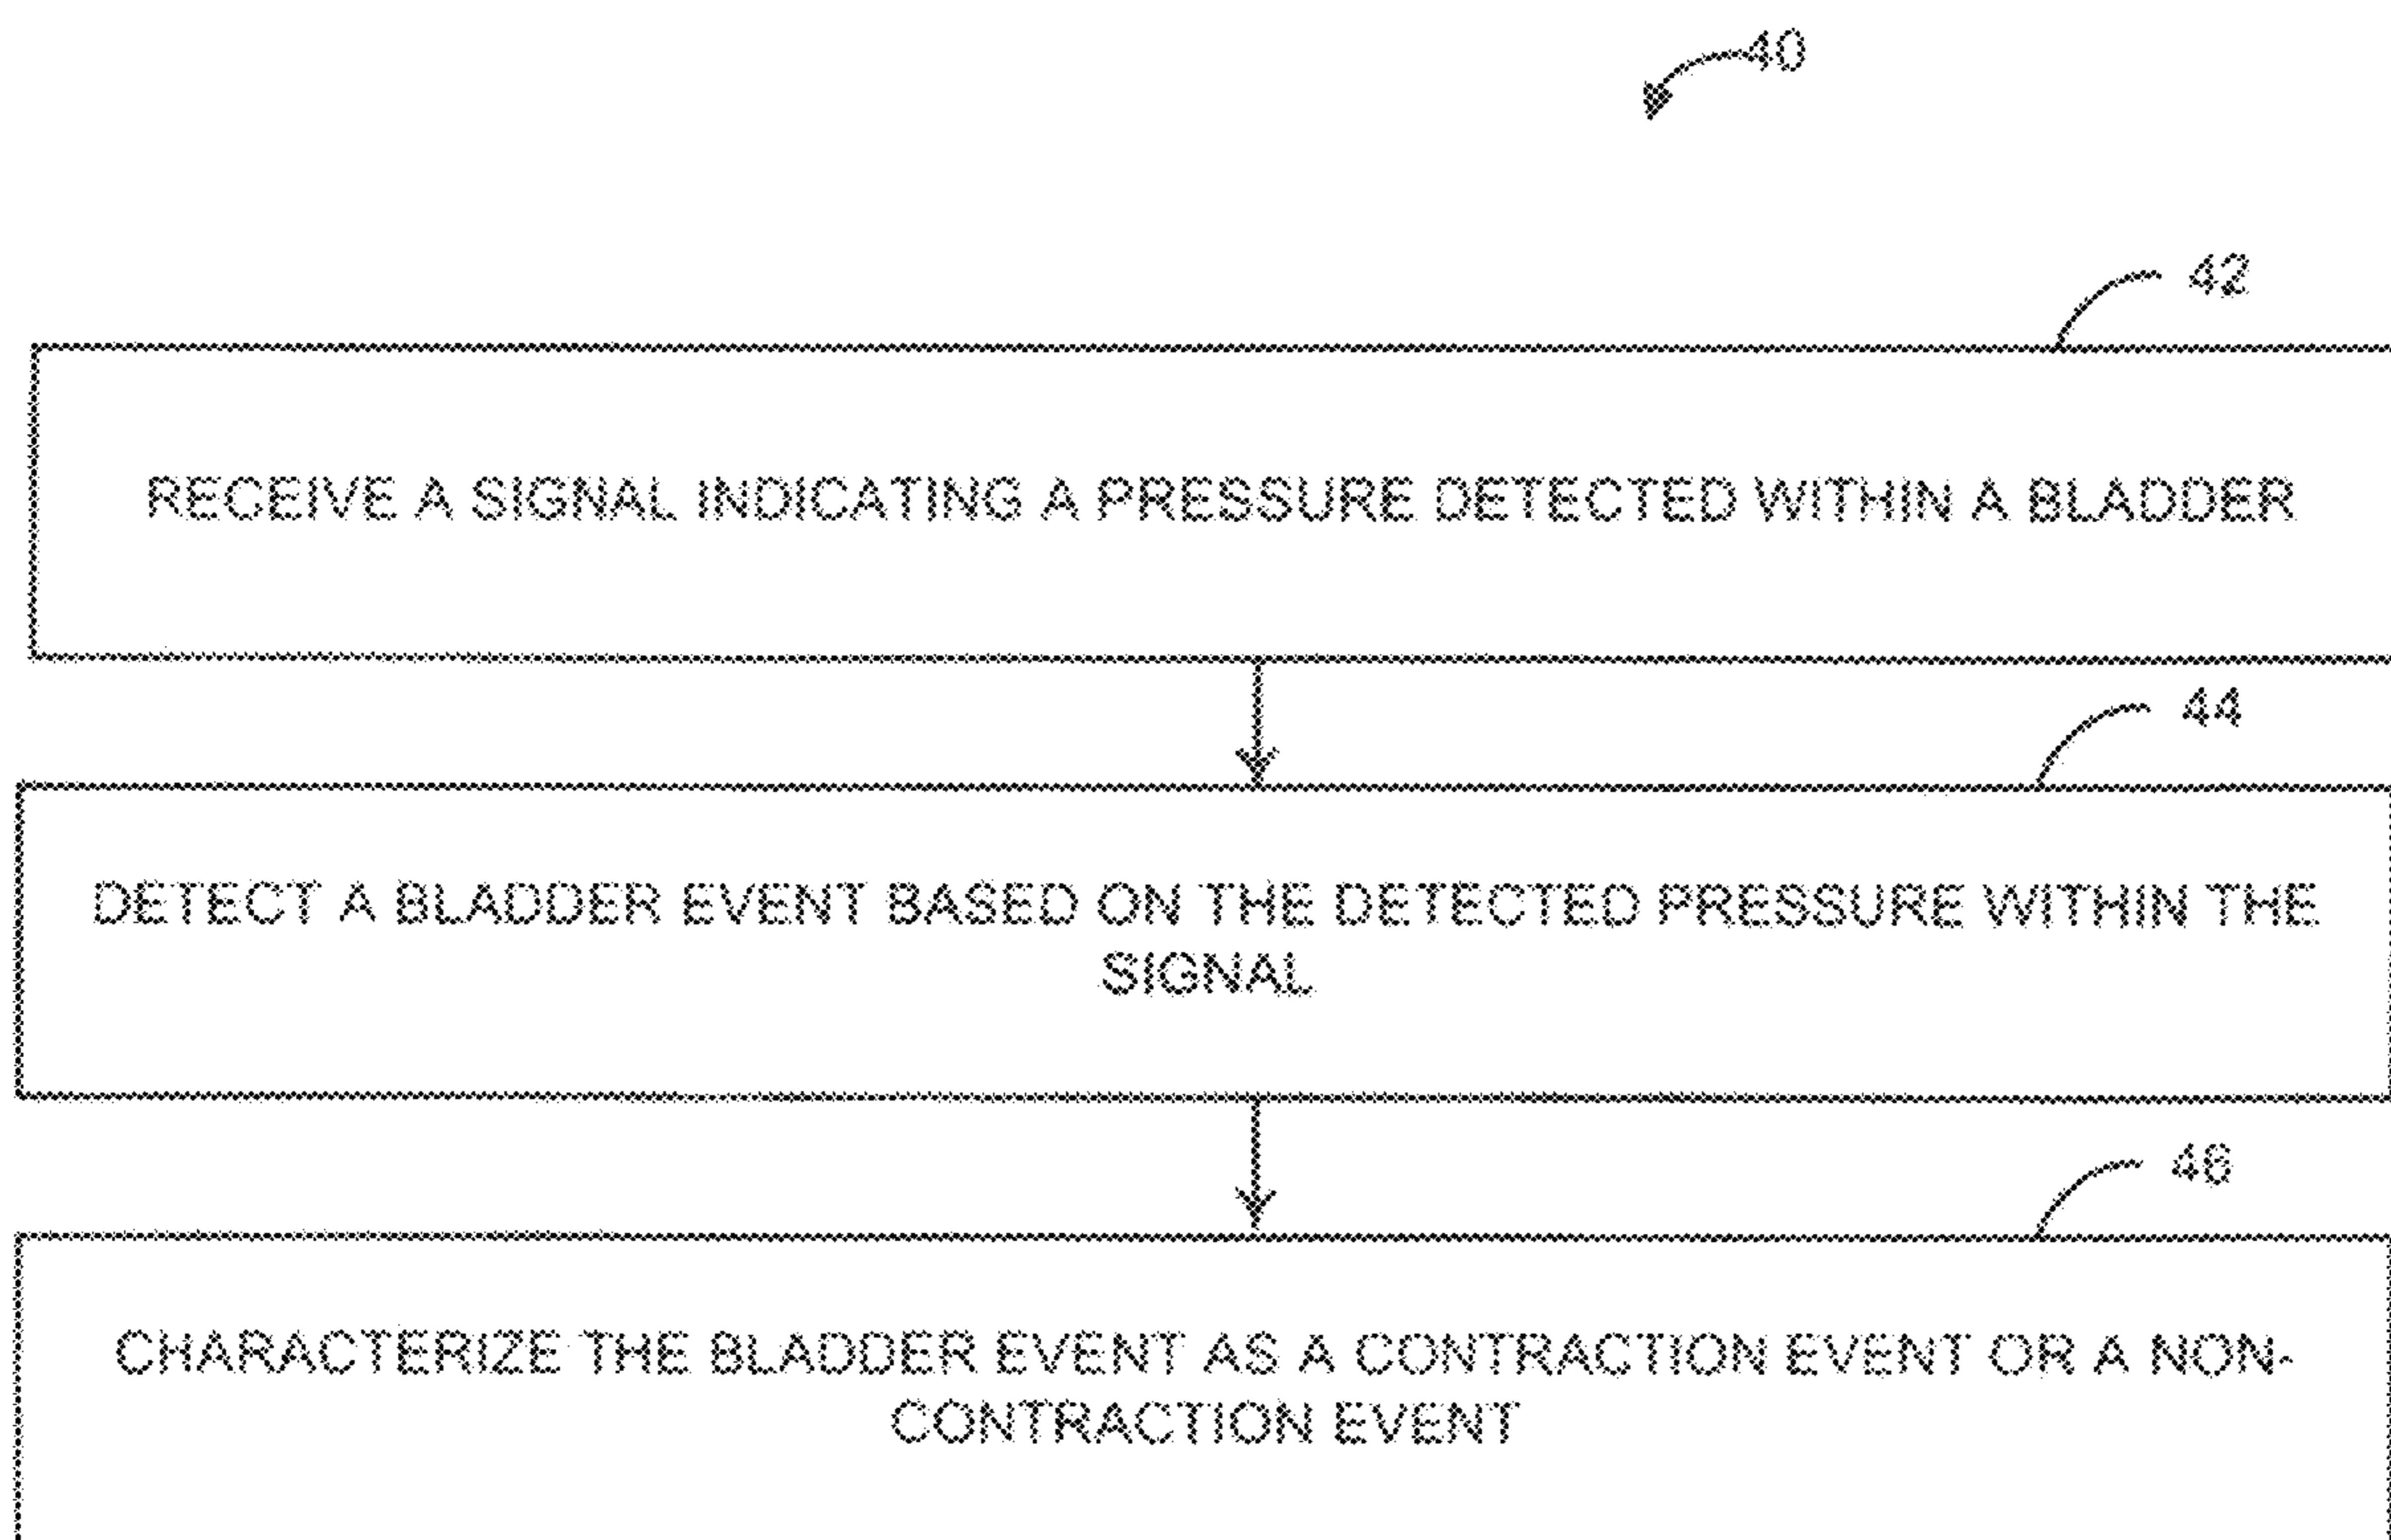 40
42
RECEIVE A SIGNAL INDICATING A PRESSURE DETECTED WITHIN A BLADDER
44
DETECT A BLADDER EVENT BASED ON THE DETECTED PRESSURE WITHIN THE
SIGNAL
46
CHARACTERIZE THE BLADDER EVENT AS A CONTRACTION EVENT OR A NON-
CONTRACTION EVENT